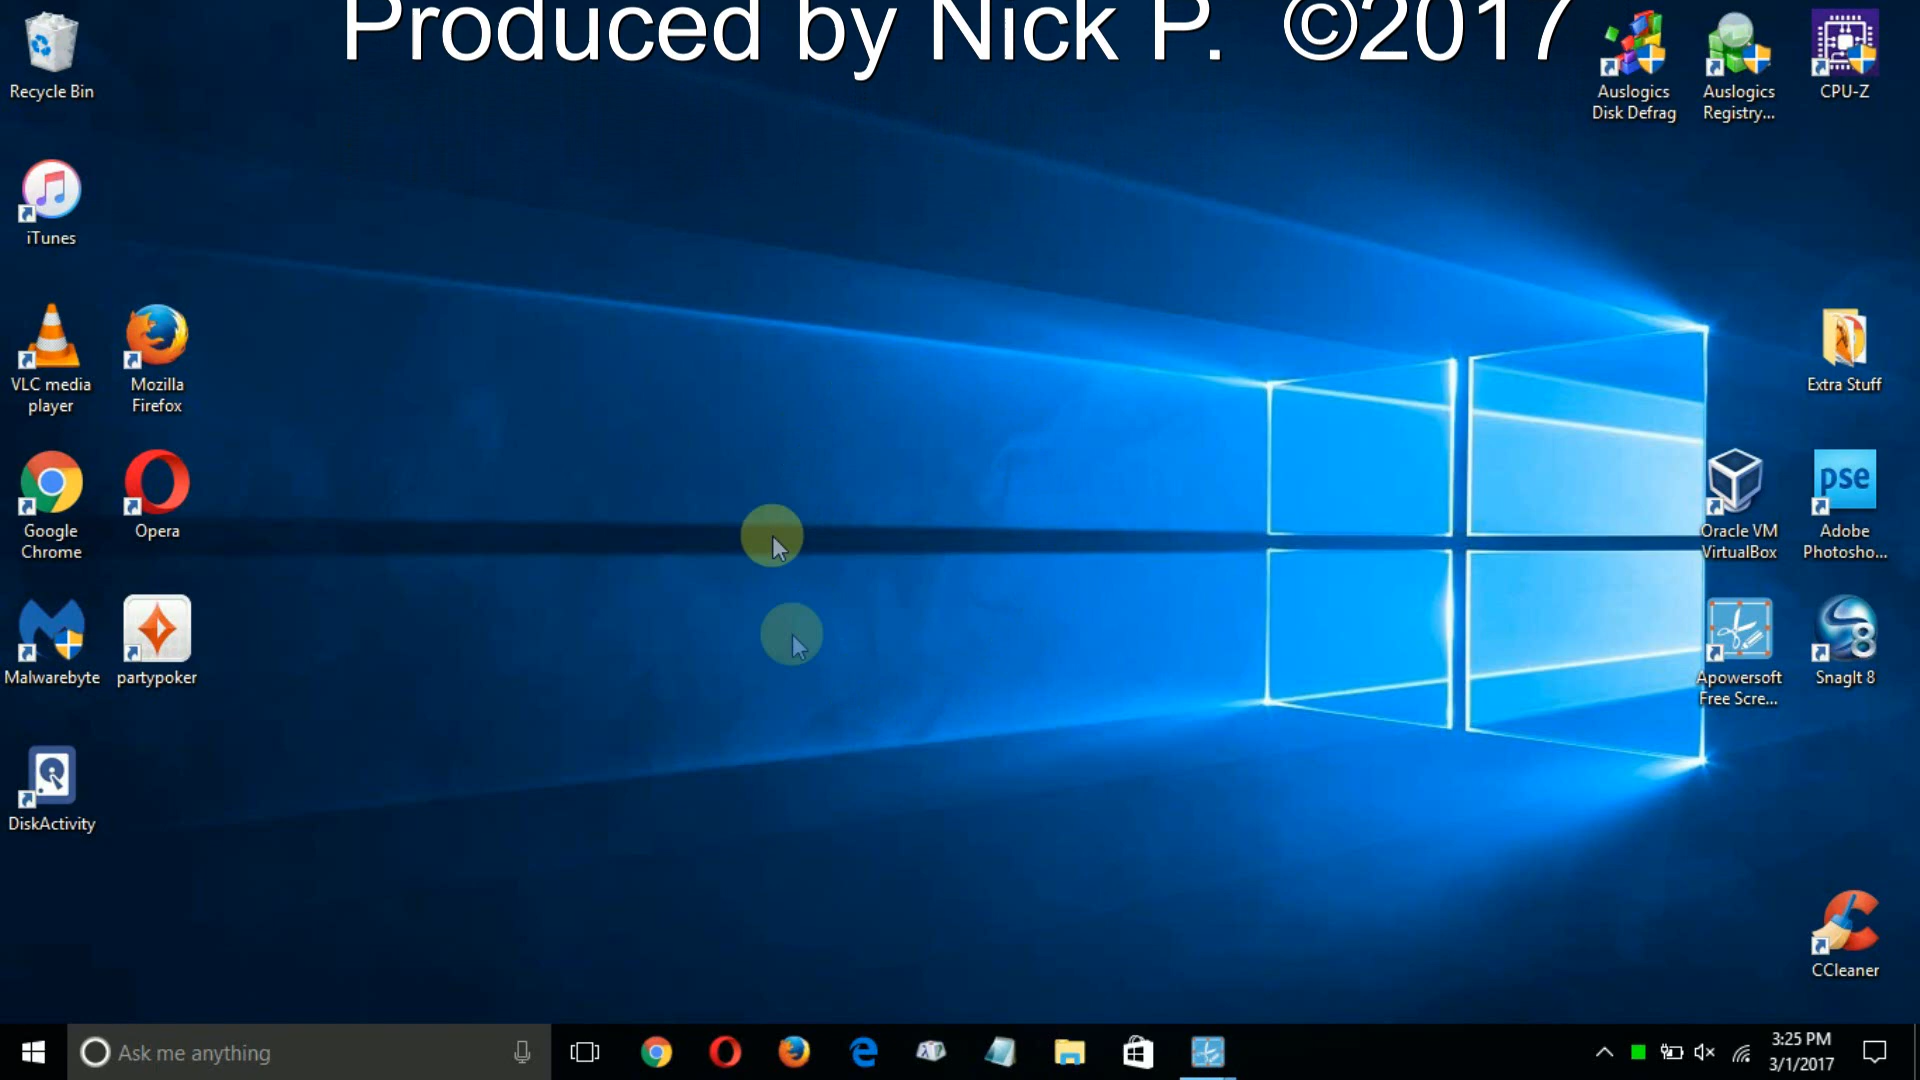 Produced by Nick P. ©2017
Recycle Bin
Auslogics
Disk Defrag
Auslogics
Registry...
CPU-Z
iTunes
VLC media
player
Mozilla
Firefox
Extra Stuff
Google
Chrome
Opera
Oracle VM
VirtualBox
pse
Adobe
Photosho...
Malwarebyte
partypoker
Apowersoft
Free Scre...
8
SnagIt 8
DiskActivity
CCleaner
Ask me anything
3:25 PM
3/1/2017